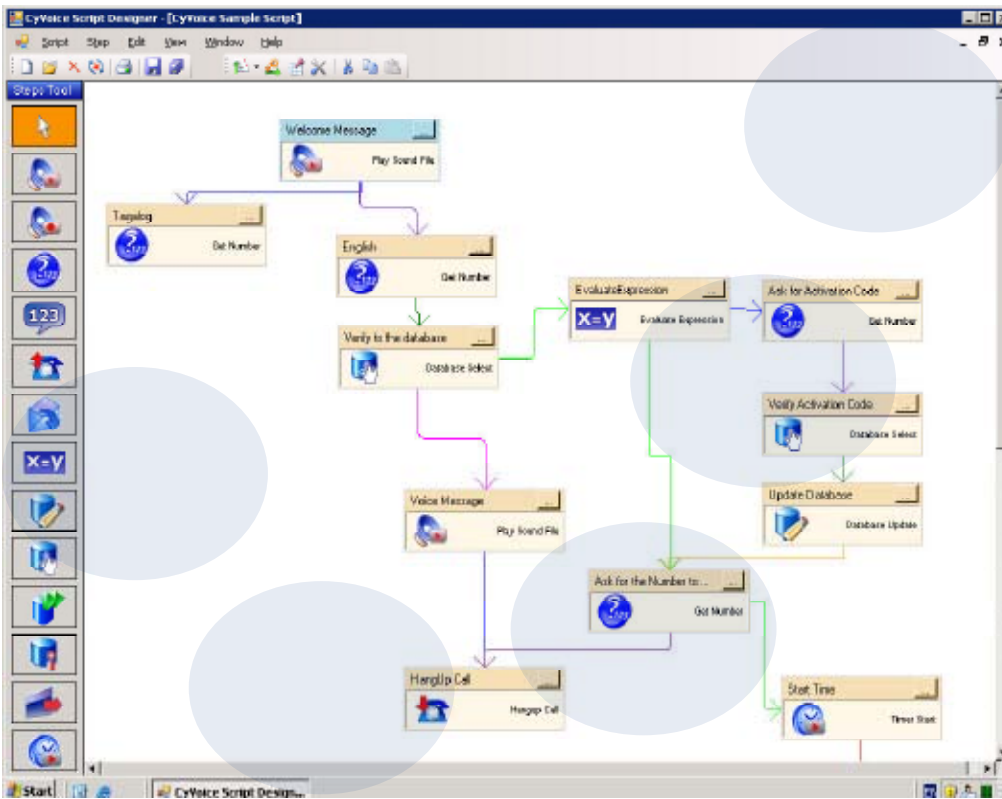 CyVoice Script Designer - [CyVoice Sample Script]
Script Step Edit View Window Help
Steps Tool
Welcome Message ...
Play Sound File
Tagalog ...
Get Number
English ...
Get Number
EvaluateExpression ...
x=y Evaluate Expression
Ask for Activation Code ...
Get Number
Verify to the database ...
Database Select
Verify Activation Code ...
Database Select
Voice Message ...
Play Sound File
Update Database ...
Database Update
Ask for the Number to... ...
Get Number
HangUp Call ...
Hangup Call
Start Time ...
Timer Start
123
x=y
Start
CyVoice Script Design...